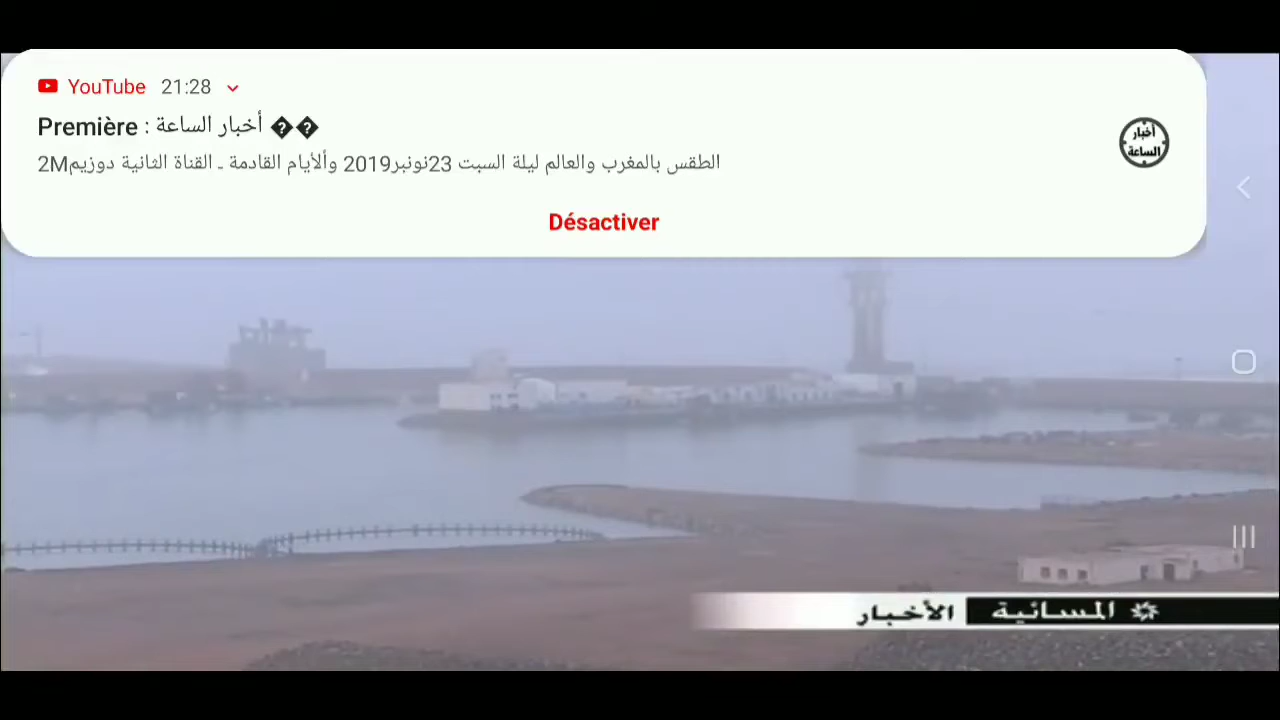 YouTube 21:28
Première : أخبار الساعة ��
الطقس بالمغرب والعالم ليلة السبت 23نونبر2019 وألأيام القادمة ـ القناة الثانية دوزيم2M
أخبار
الساعة
Désactiver
المسائية الأخبار